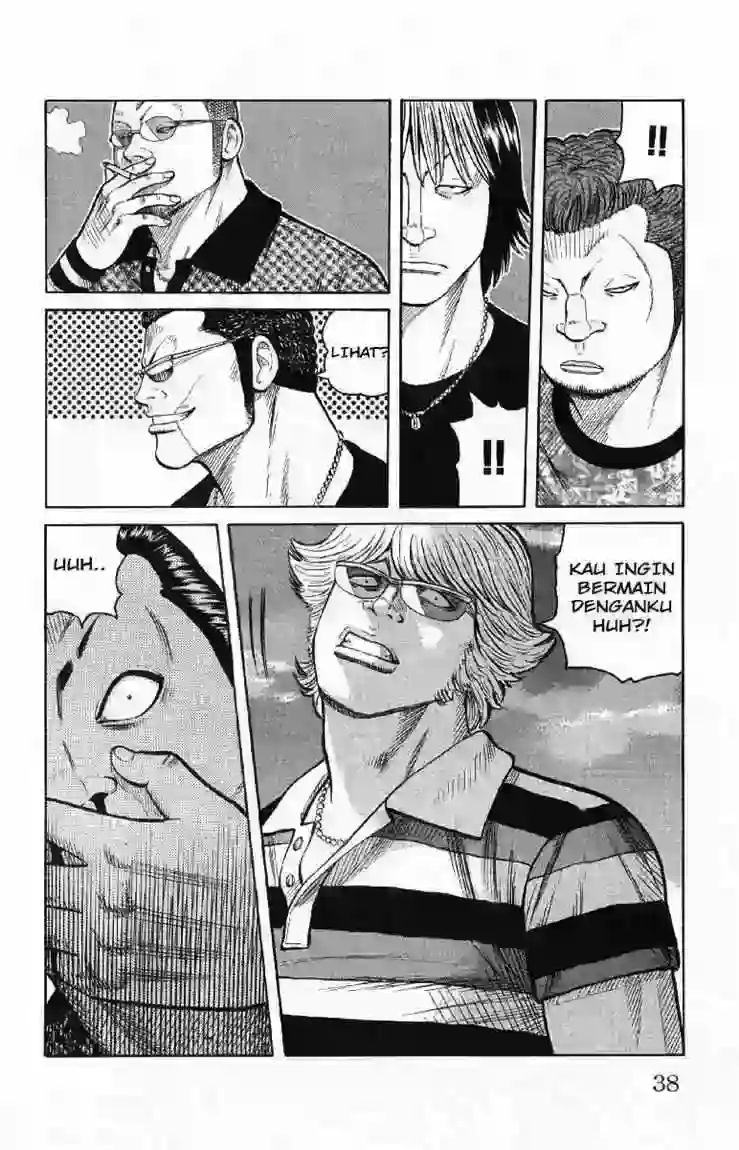 !!
!!
LIHAT?
KAU INGIN
BERMAIN
DENGANKU
HUH?!
UUH..
38